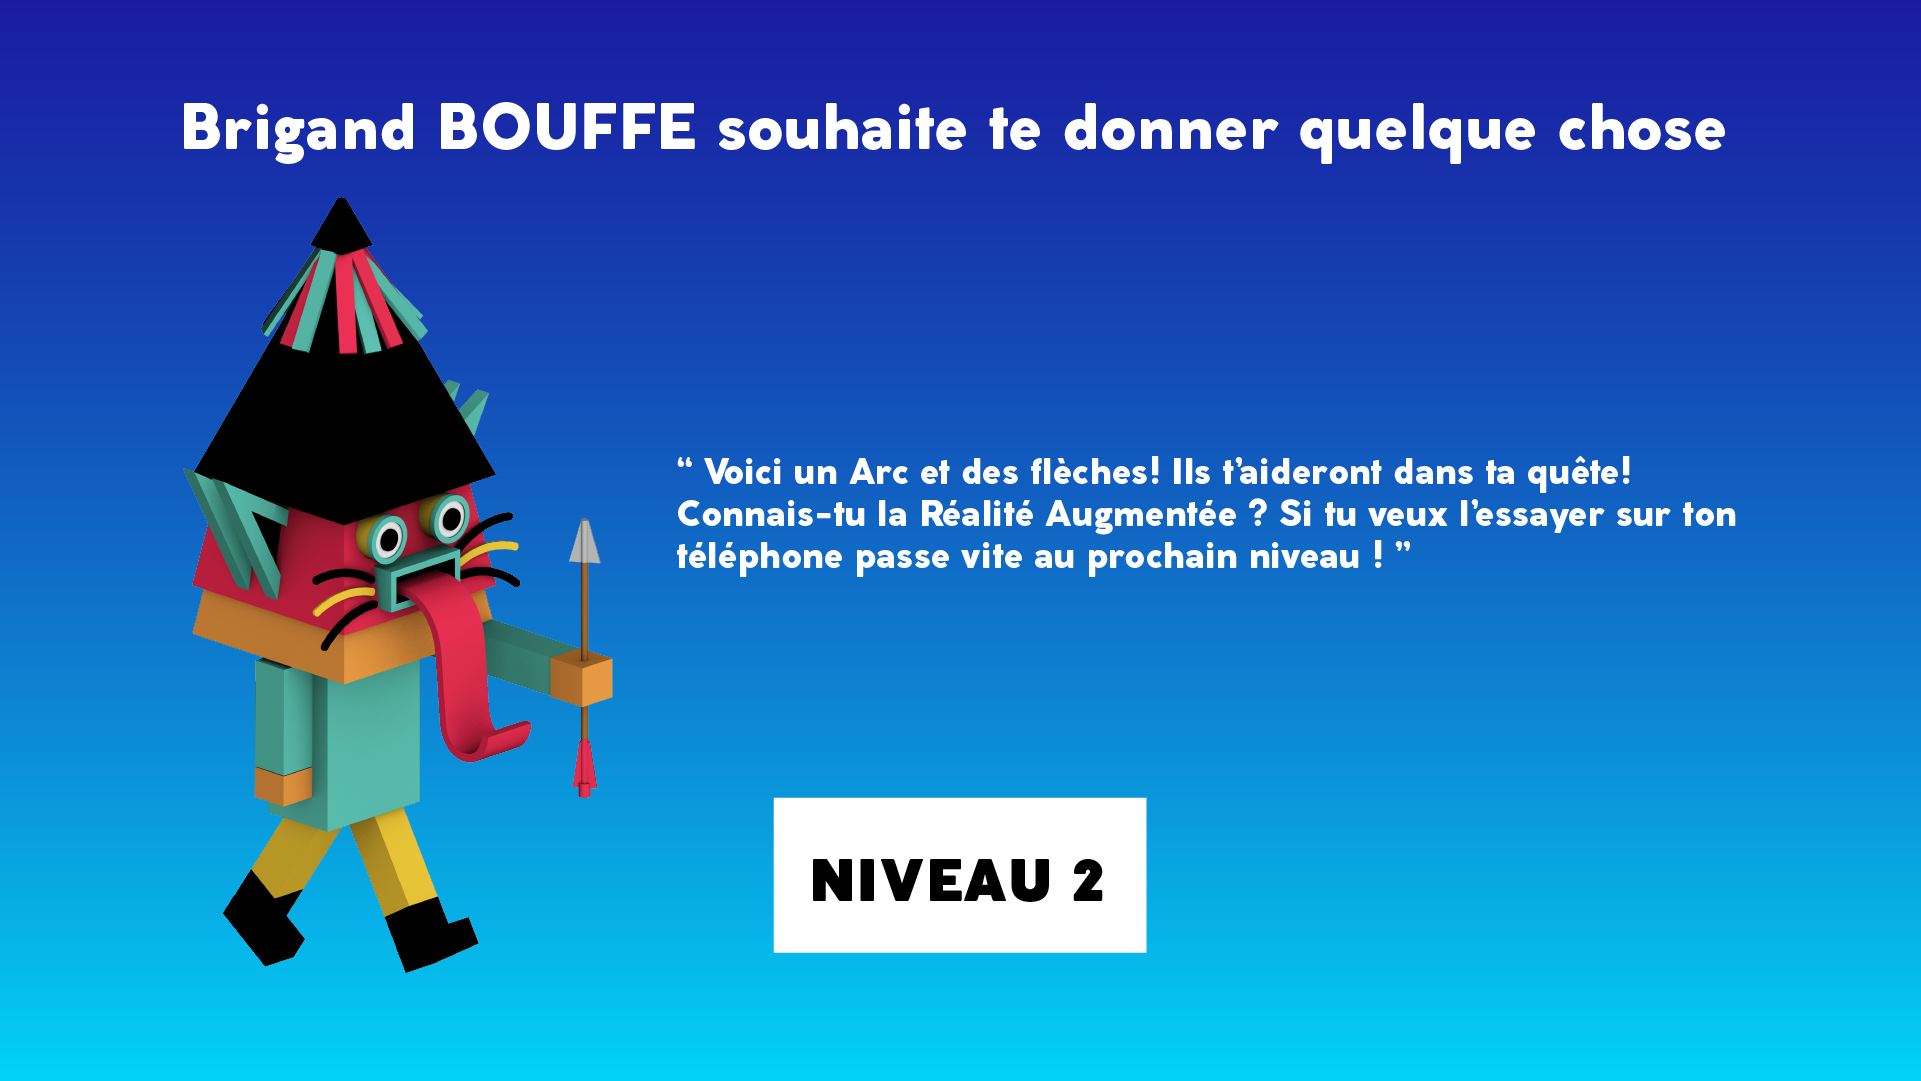 Brigand BOUFFE souhaite te donner quelque chose
“ Voici un Arc et des flèches! Ils t’aideront dans ta quête!
Connais-tu la Réalité Augmentée ? Si tu veux l’essayer sur ton
téléphone passe vite au prochain niveau ! ”
NIVEAU 2